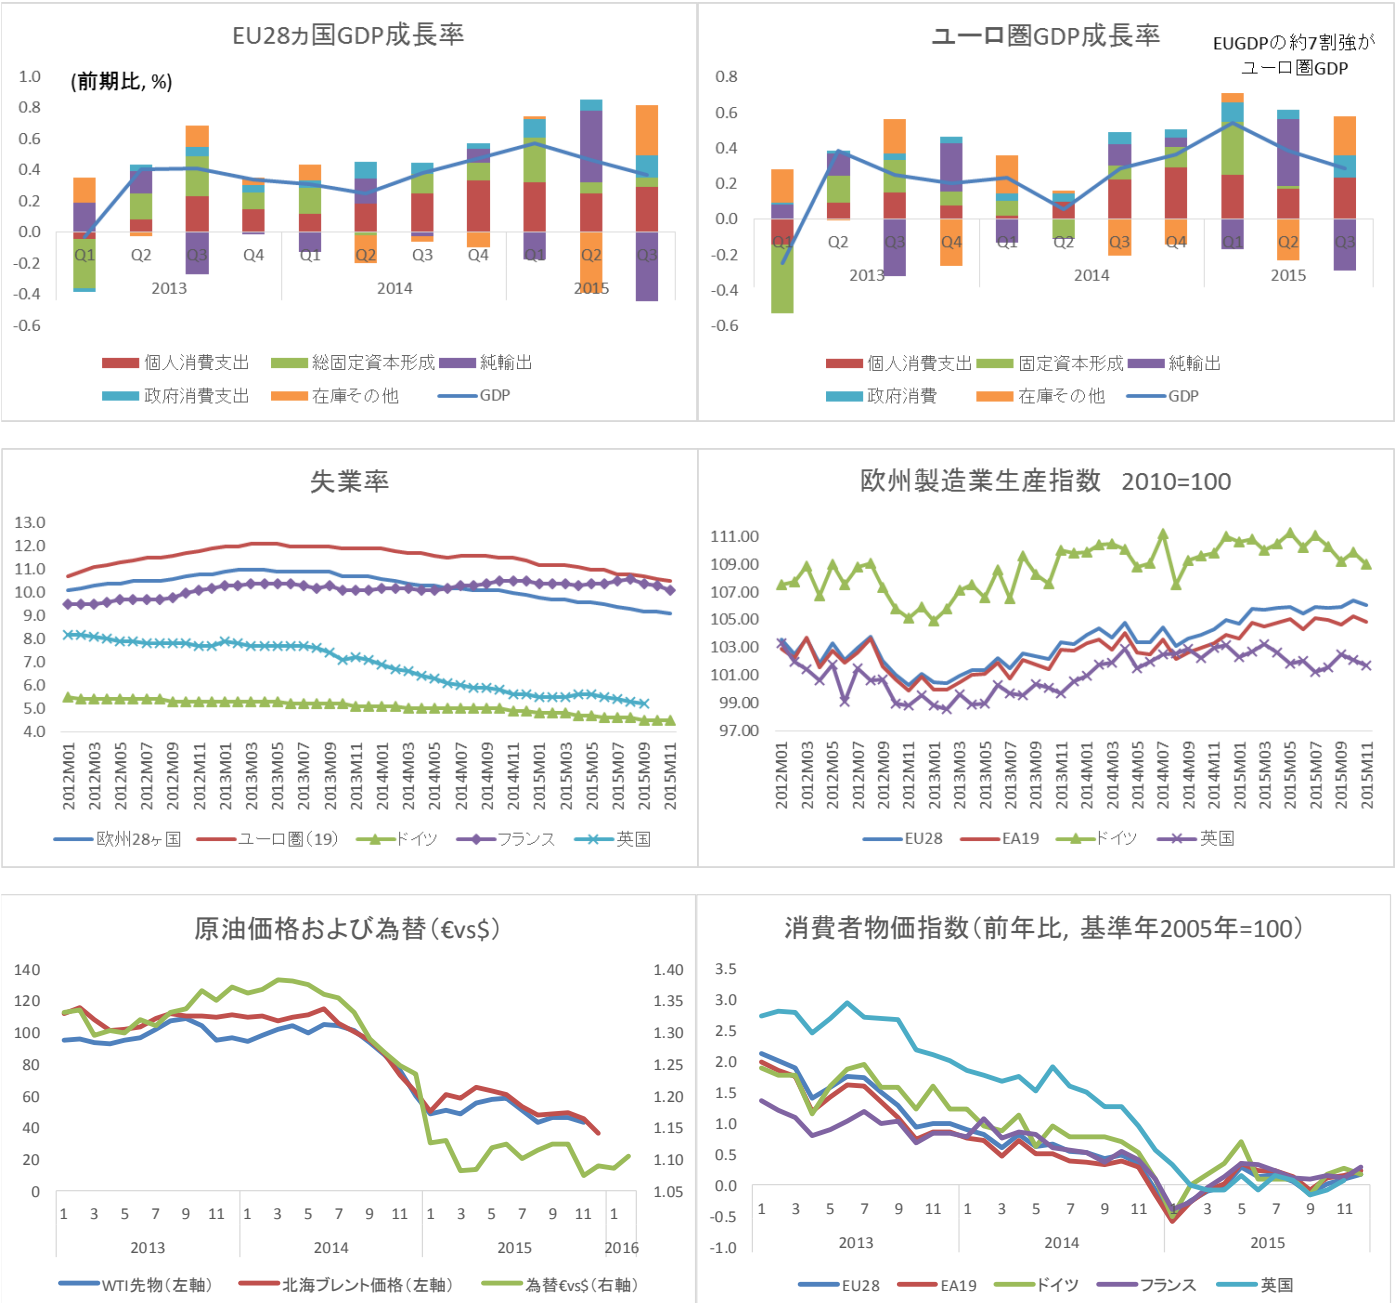 EU28ヵ国GDP成長率
(前期比, %)
1.0
0.8
0.6
0.4
0.2
0.0
-0.2
-0.4
-0.6
Q1 Q2 Q3 Q4 Q1 Q2 Q3 Q4 Q1 Q2 Q3
2013 2014 2015
個人消費支出 総固定資本形成 純輸出
政府消費支出 在庫その他 GDP
ユーロ圏GDP成長率
EUGDPの約7割強が
ユーロ圏GDP
0.8
0.6
0.4
0.2
0.0
-0.2
-0.4
-0.6
Q1 Q2 Q3 Q4 Q1 Q2 Q3 Q4 Q1 Q2 Q3
2013 2014 2015
個人消費支出 固定資本形成 純輸出
政府消費 在庫その他 GDP
失業率
13.0
12.0
11.0
10.0
9.0
8.0
7.0
6.0
5.0
4.0
2012M01 2012M03 2012M05 2012M07 2012M09 2012M11 2013M01 2013M03 2013M05 2013M07 2013M09 2013M11 2014M01 2014M03 2014M05 2014M07 2014M09 2014M11 2015M01 2015M03 2015M05 2015M07 2015M09 2015M11
欧州28ヶ国 ユーロ圏(19) ドイツ フランス 英国
欧州製造業生産指数 2010=100
111.00
109.00
107.00
105.00
103.00
101.00
99.00
97.00
2012M01 2012M03 2012M05 2012M07 2012M09 2012M11 2013M01 2013M03 2013M05 2013M07 2013M09 2013M11 2014M01 2014M03 2014M05 2014M07 2014M09 2014M11 2015M01 2015M03 2015M05 2015M07 2015M09 2015M11
EU28 EA19 ドイツ 英国
原油価格および為替(€vs$)
140
120
100
80
60
40
20
0
1.40
1.35
1.30
1.25
1.20
1.15
1.10
1.05
1 3 5 7 9 11 1 3 5 7 9 11 1 3 5 7 9 11 1
2013 2014 2015 2016
WTI先物(左軸) 北海ブレント価格(左軸) 為替€vs$(右軸)
消費者物価指数(前年比, 基準年2005年=100)
3.5
3.0
2.5
2.0
1.5
1.0
0.5
0.0
-0.5
-1.0
1 3 5 7 9 11 1 3 5 7 9 11 1 3 5 7 9 11
2013 2014 2015
EU28 EA19 ドイツ フランス 英国